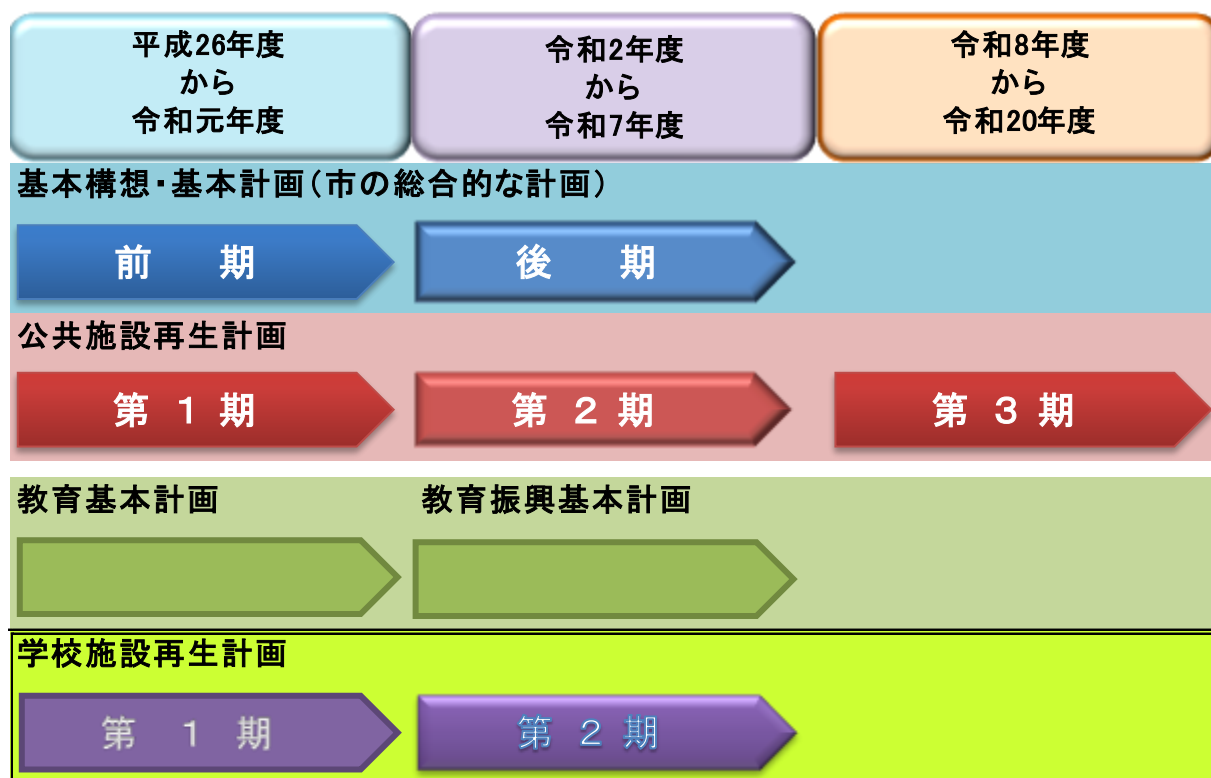 平成26年度
から
令和元年度
令和2年度
から
令和7年度
令和8年度
から
令和20年度
基本構想・基本計画（市の総合的な計画）
前　期
後　期
公共施設再生計画
第 1 期
第 2 期
第 3 期
教育基本計画
教育振興基本計画
学校施設再生計画
第 1 期
第 2 期